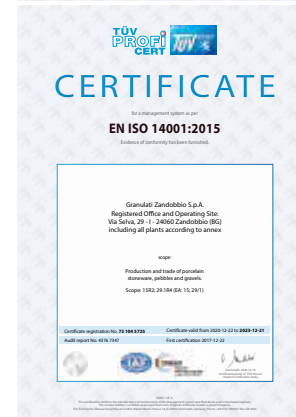 TÜV
PROFI
CERT
TÜV
CERTIFICATE
for a management system as per
EN ISO 14001:2015
Evidence of conformity has been furnished.
Granulati Zandobbio S.p.A.
Registered Office and Operating Site:
Via Selva, 29 - I - 24060 Zandobbio (BG)
including all plants according to annex
scope:
Production and trade of porcelain
stoneware, pebbles and gravels.
Scope: 15R2; 29.1R4 (EA: 15; 29/1)
Certificate registration No. 73 104 5725
Certificate valid from 2020-12-22 to 2023-12-21
Audit report No. 4376 7347
First certification 2017-12-22